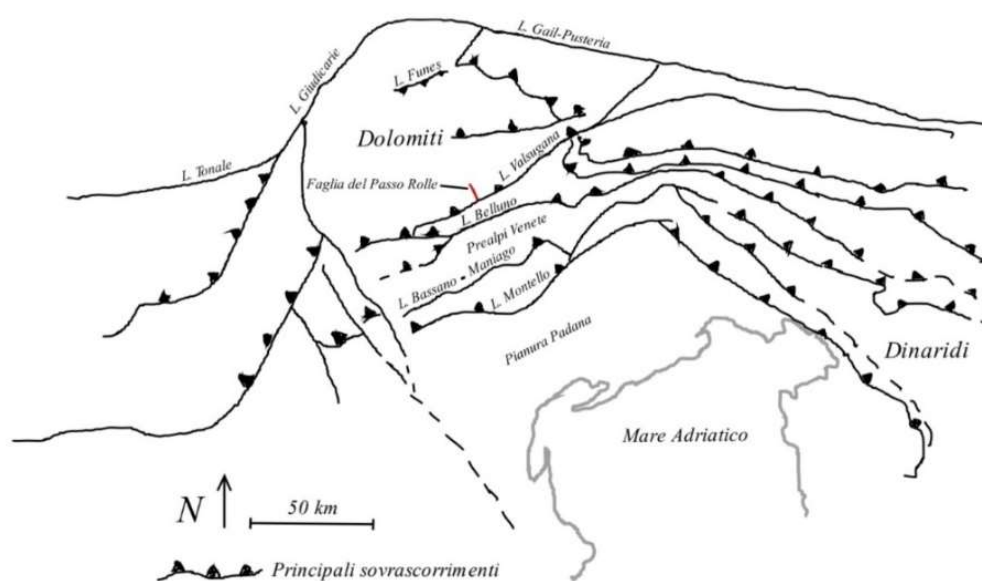 L. Gail-Pusteria
L. Giudicarie
L. Funes
Dolomiti
L. Tonale
L. Valsugana
Faglia del Passo Rolle
L. Belluno
Prealpi Venete
L. Bassano - Maniago
L. Montello
Pianura Padana
Dinaridi
Mare Adriatico
N
50 km
Principali sovrascorrimenti